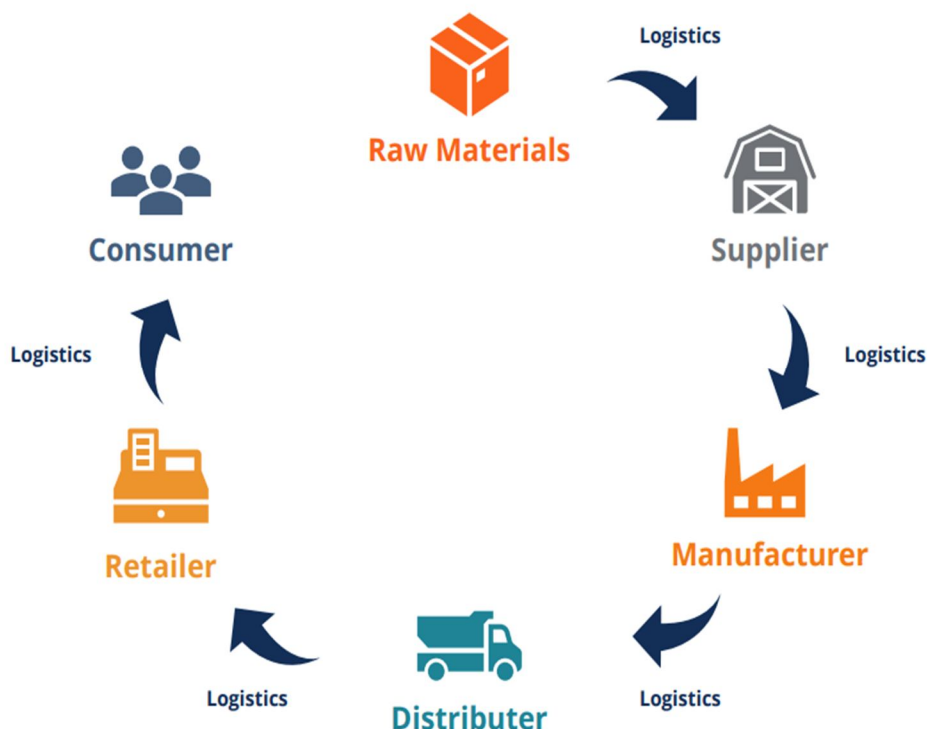 Logistics
Raw Materials
Supplier
Logistics
Manufacturer
Logistics
Distributer
Logistics
Retailer
Logistics
Consumer